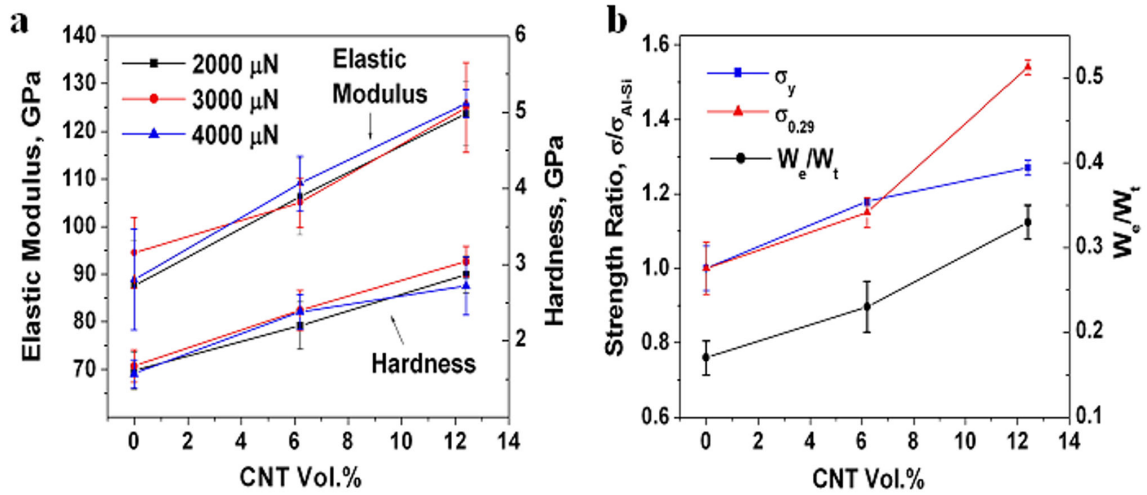 a
140
130
120
110
100
90
80
70
Elastic Modulus, GPa
2000 μN
3000 μN
4000 μN
Elastic
Modulus
Hardness
6
5
4
3
2
Hardness, GPa
0 2 4 6 8 10 12 14
CNT Vol.%
b
1.6
1.4
1.2
1.0
0.8
0.6
Strength Ratio, σ/σAl-Si
σy
σ0.29
We/Wt
0.5
0.4
0.3
0.2
0.1
We/Wt
0 2 4 6 8 10 12 14
CNT Vol.%